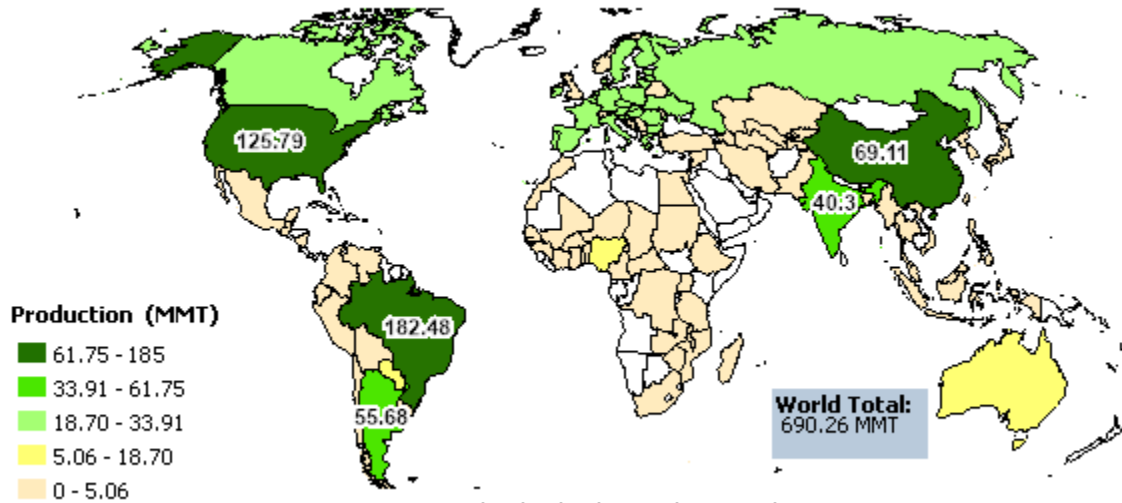 125.79
69.11
40.3
182.48
55.68
Production (MMT)
61.75 - 185
33.91 - 61.75
18.70 - 33.91
5.06 - 18.70
0 - 5.06
World Total:
690.26 MMT